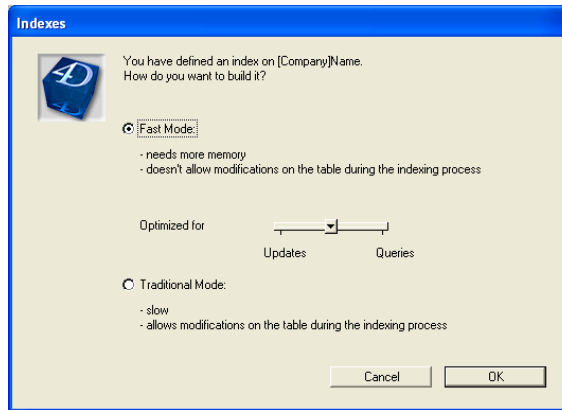 Indexes
4D
You have defined an index on [Company]Name.
How do you want to build it?
Fast Mode:
- needs more memory
- doesn't allow modifications on the table during the indexing process
Optimized for
Updates Queries
Traditional Mode:
- slow
- allows modifications on the table during the indexing process
Cancel OK